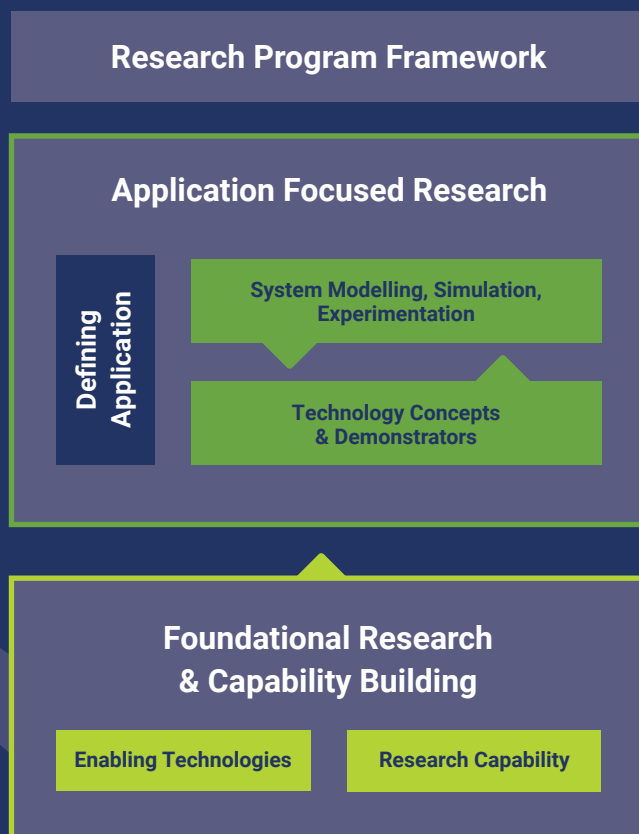 Research Program Framework
Application Focused Research
Defining
Application
System Modelling, Simulation,
Experimentation
Technology Concepts
& Demonstrators
Foundational Research
& Capability Building
Enabling Technologies
Research Capability